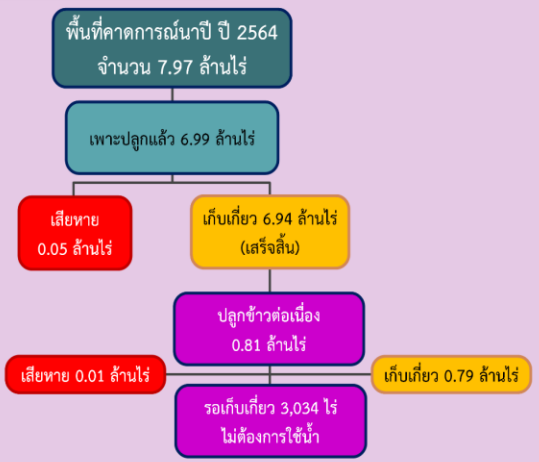 พื้นที่คาดการณ์นาปี ปี 2564
จำนวน 7.97 ล้านไร่
เพาะปลูกแล้ว 6.99 ล้านไร่
เสียหาย
0.05 ล้านไร่
เก็บเกี่ยว 6.94 ล้านไร่
(เสร็จสิ้น)
ปลูกข้าวต่อเนื่อง
0.81 ล้านไร่
เสียหาย 0.01 ล้านไร่
เก็บเกี่ยว 0.79 ล้านไร่
รอเก็บเกี่ยว 3,034 ไร่
ไม่ต้องการใช้น้ำ